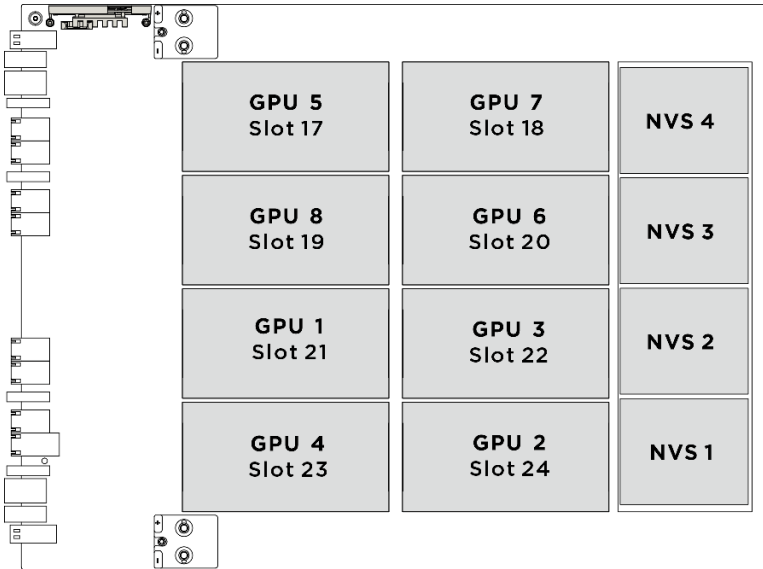 GPU 5
Slot 17
GPU 7
Slot 18
NVS 4
GPU 8
Slot 19
GPU 6
Slot 20
NVS 3
GPU 1
Slot 21
GPU 3
Slot 22
NVS 2
GPU 4
Slot 23
GPU 2
Slot 24
NVS 1